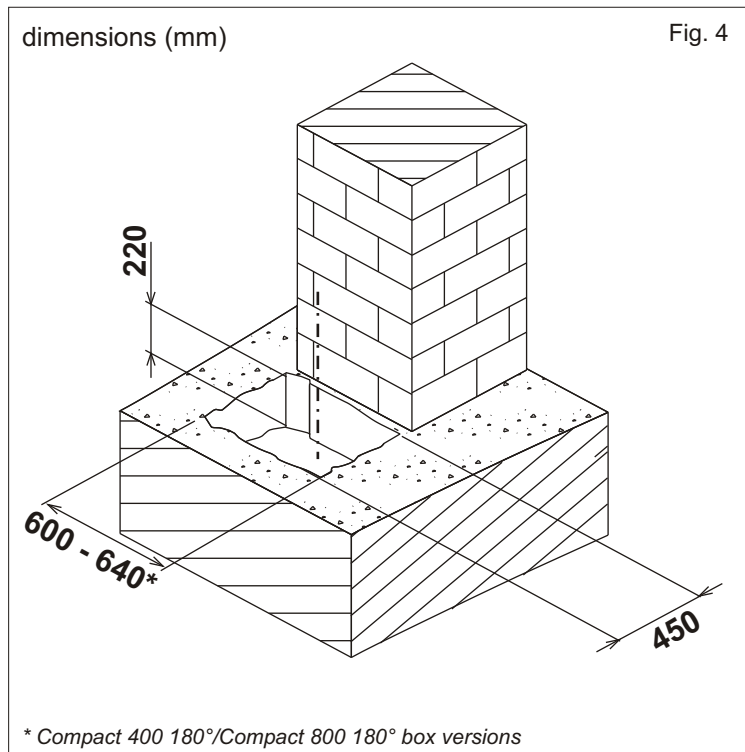 dimensions (mm)
Fig. 4
220
600 - 640*
450
* Compact 400 180°/Compact 800 180° box versions